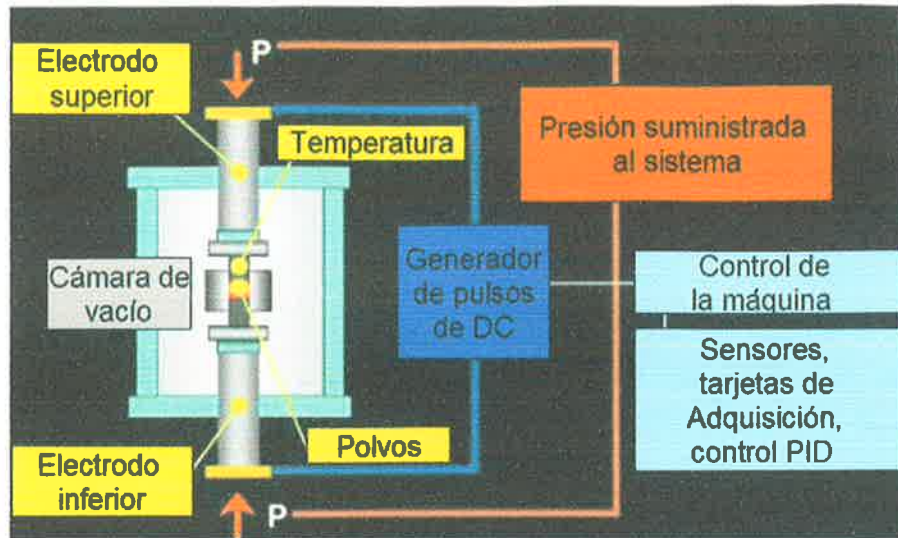 P
Electrodo
superior
Temperatura
Presión suministrada
al sistema
Cámara de
vacío
Generador
de pulsos
de DC
Control de
la máquina
Sensores,
tarjetas de
Adquisición,
control PID
Polvos
Electrodo
inferior
P